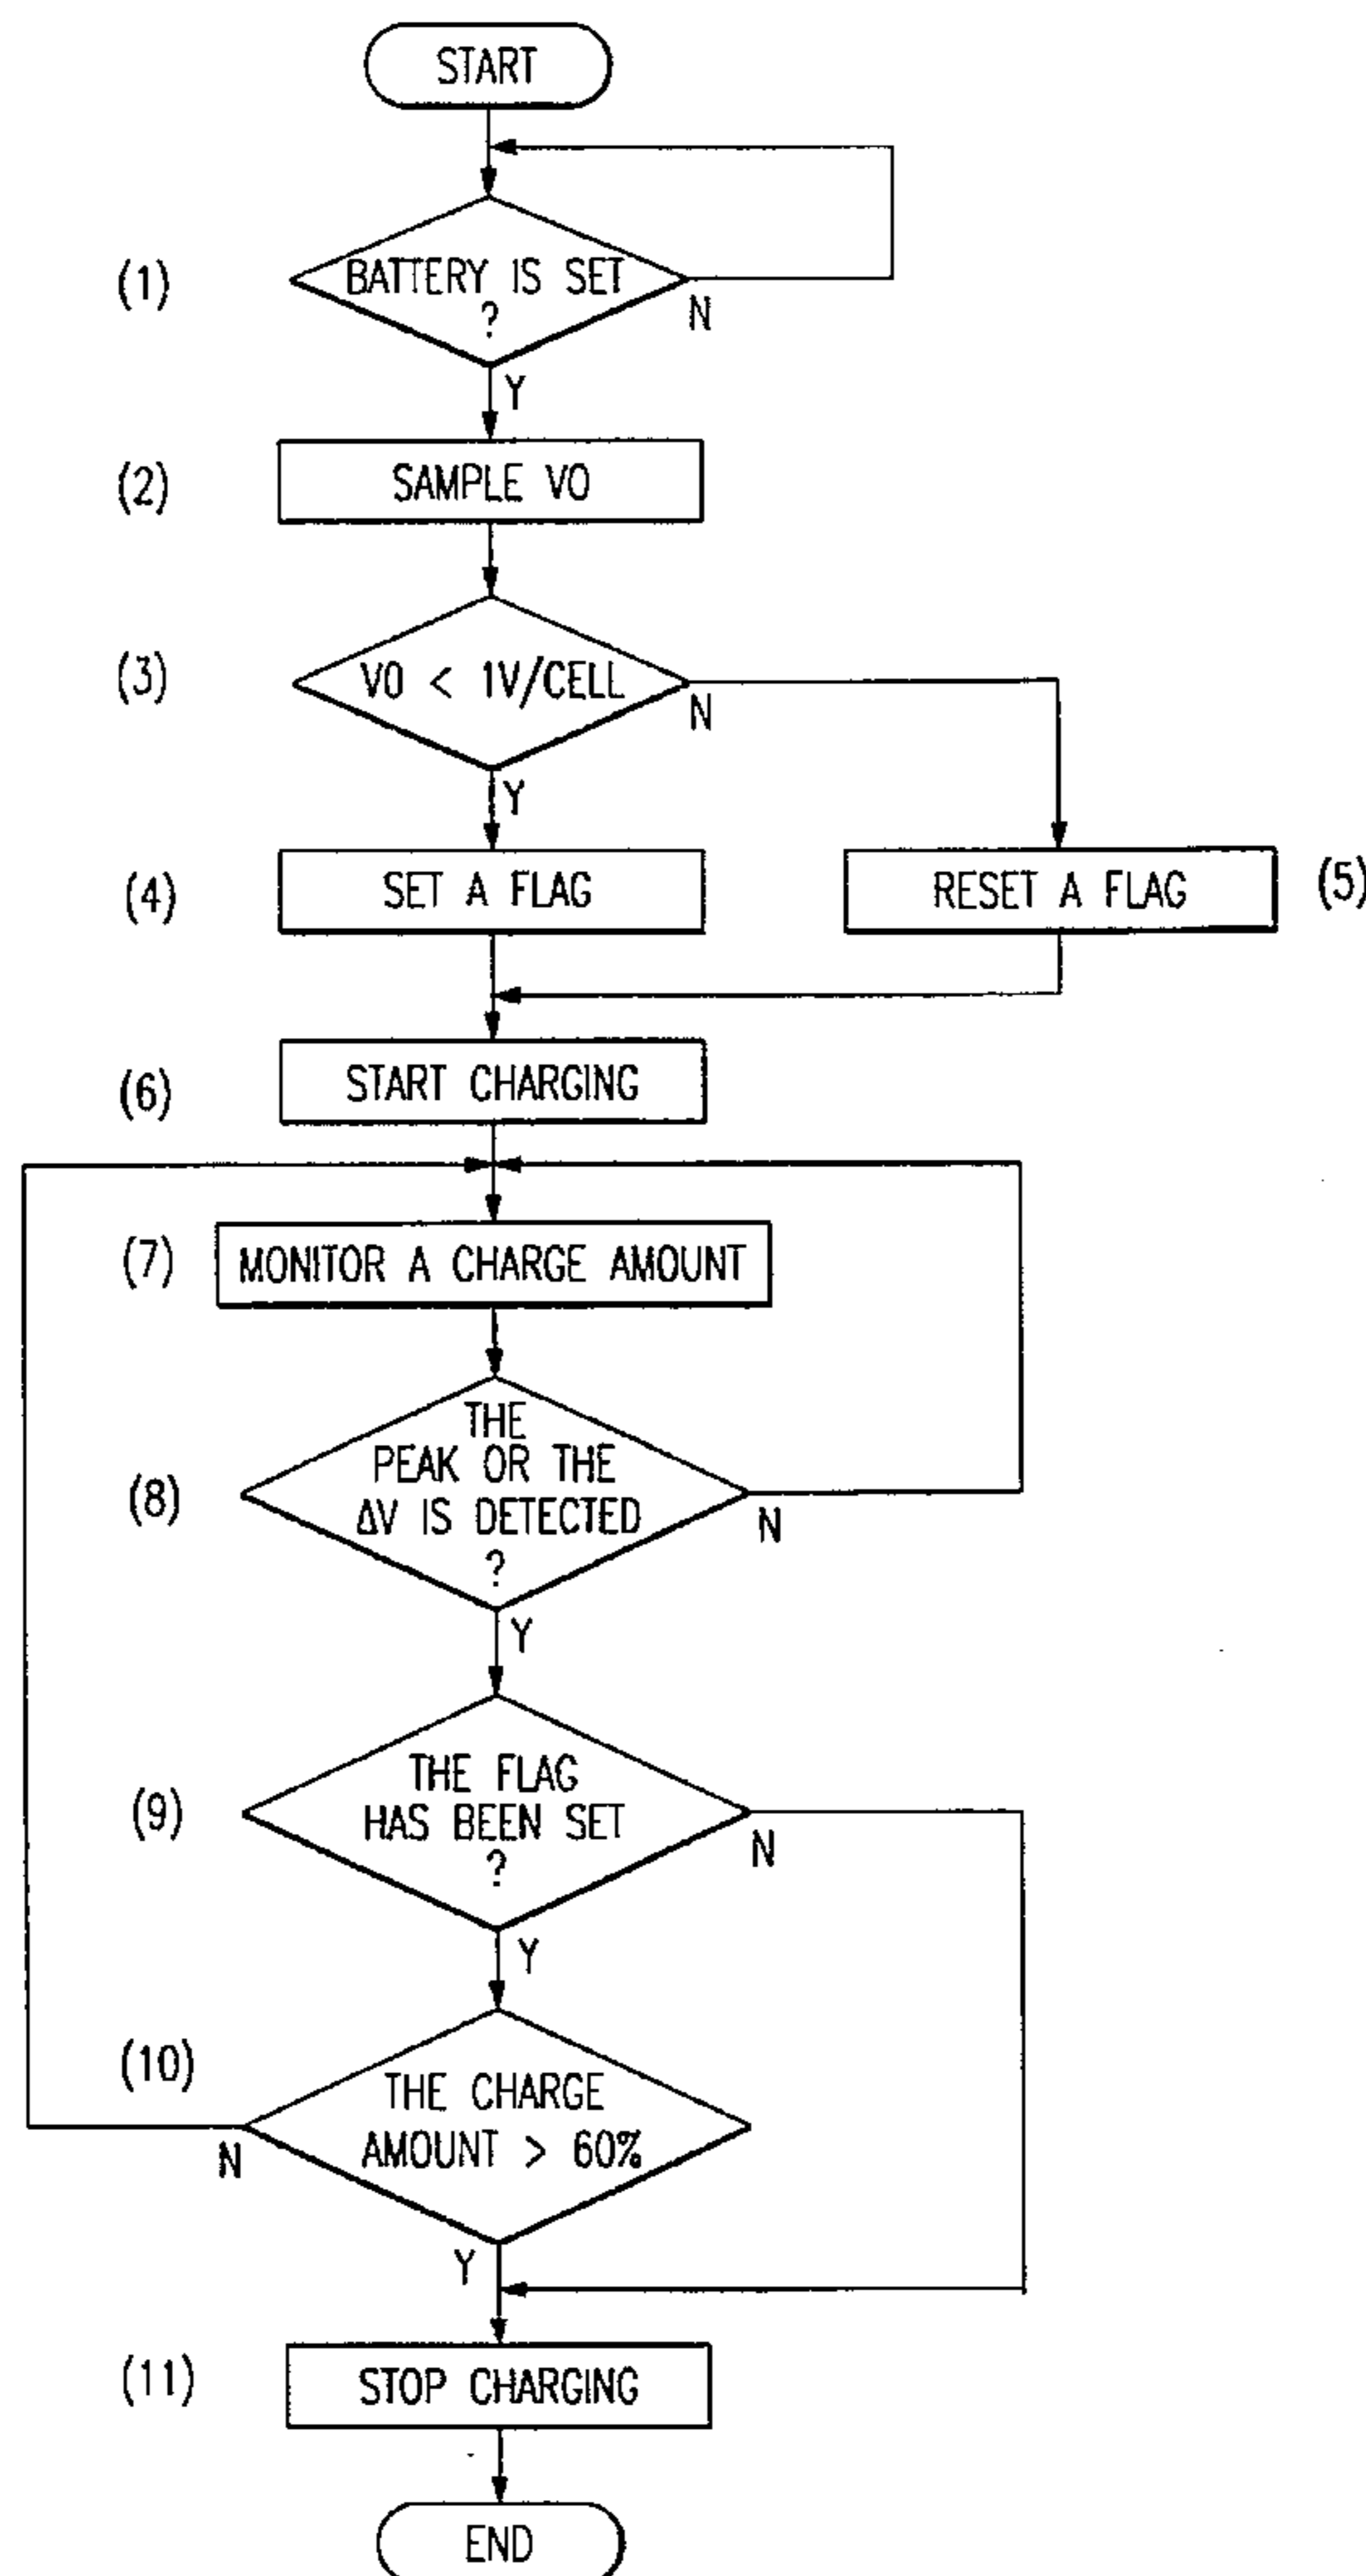 START
(1)
BATTERY IS SET
?
N
Y
(2)
SAMPLE VO
(3)
VO < 1V/CELL
N
Y
(4)
SET A FLAG
RESET A FLAG
(5)
(6)
START CHARGING
(7)
MONITOR A CHARGE AMOUNT
(8)
THE
PEAK OR THE
ΔV IS DETECTED
?
N
Y
(9)
THE FLAG
HAS BEEN SET
?
N
Y
(10)
THE CHARGE
AMOUNT > 60%
N
Y
(11)
STOP CHARGING
END